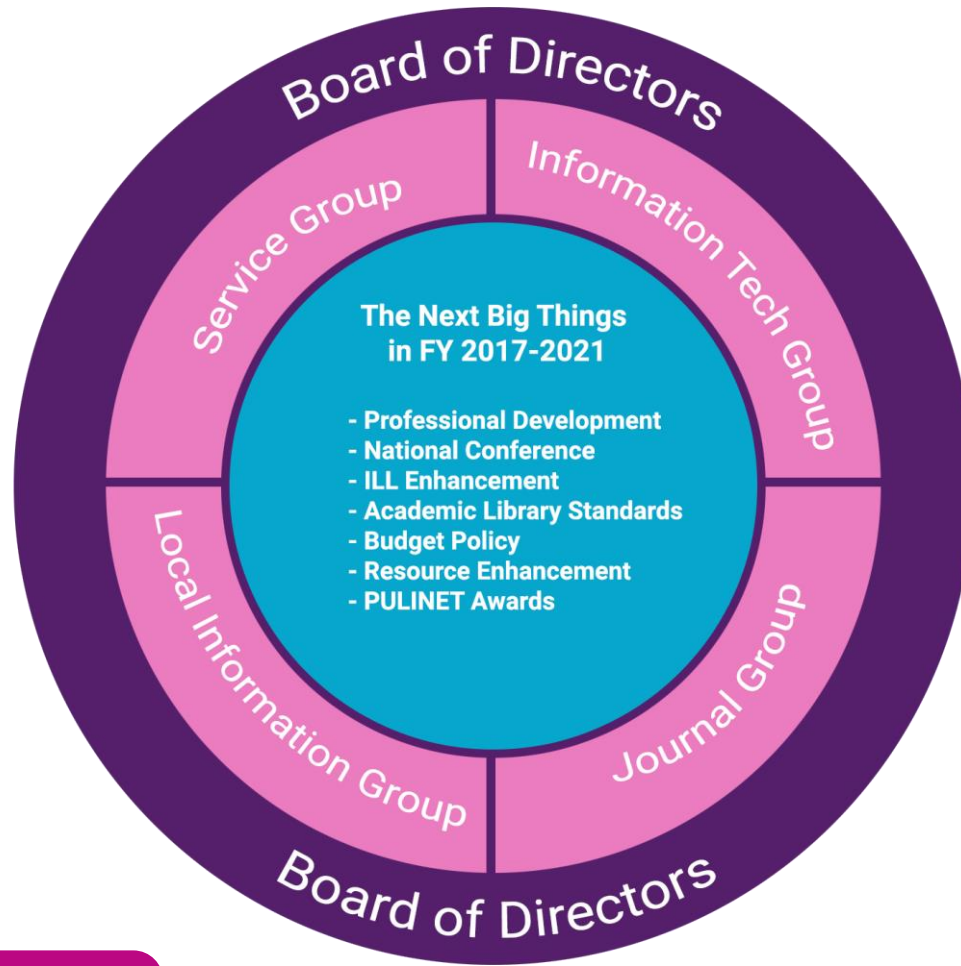 Board of Directors
Service Group
Information Tech Group
The Next Big Things
in FY 2017-2021
- Professional Development
- National Conference
- ILL Enhancement
- Academic Library Standards
- Budget Policy
- Resource Enhancement
- PULINET Awards
Local Information Group
Journal Group
Board of Directors